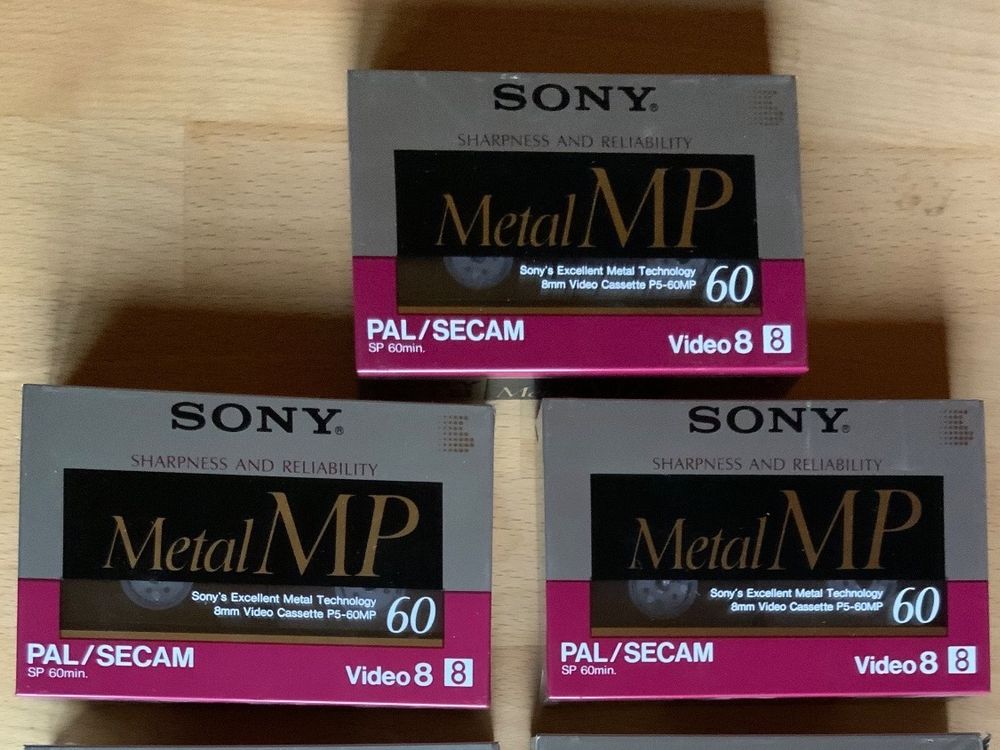 SONY®
SHARPNESS AND RELIABILITY
Metal MP
Sony's Excellent Metal Technology
8mm Video Cassette P5-60MP
60
PAL/SECAM
SP 60min.
Video 8 8
SONY®
SHARPNESS AND RELIABILITY
Metal MP
Sony's Excellent Metal Technology
8mm Video Cassette P5-60MP
60
PAL/SECAM
SP 60min.
Video 8 8
SONY®
SHARPNESS AND RELIABILITY
Metal MP
Sony's Excellent Metal Technology
8mm Video Cassette P5-60MP
60
PAL/SECAM
SP 60min.
Video 8 8